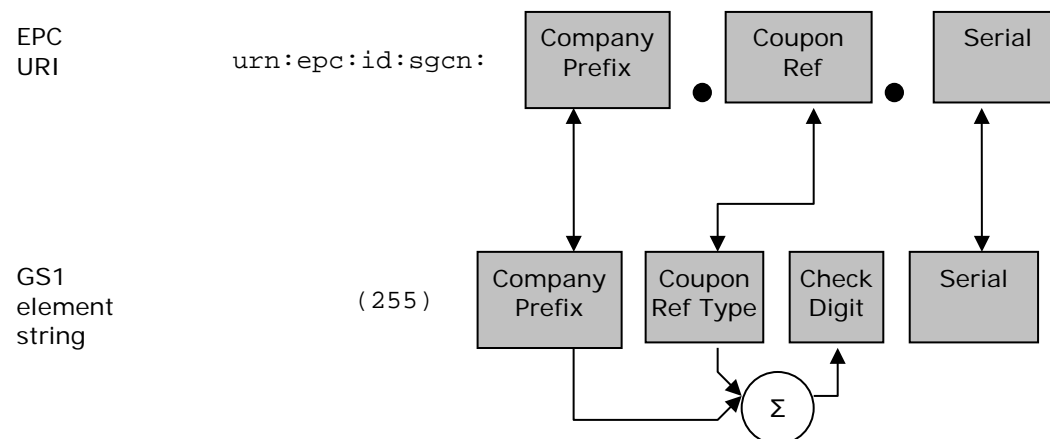 EPC
URI
urn:epc:id:sgcn:
Company
Prefix
Coupon
Ref
Serial
GS1
element
string
(255)
Company
Prefix
Coupon
Ref Type
Check
Digit
Serial
Σ